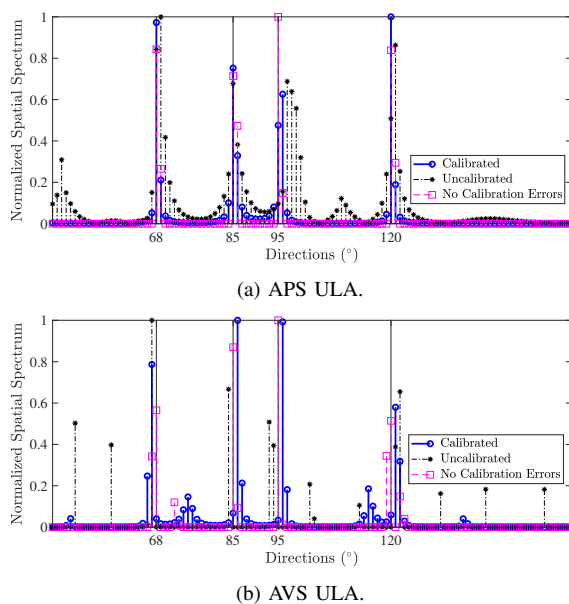 Normalized Spatial Spectrum
1
0.8
0.6
0.4
0.2
0
Calibrated
Uncalibrated
No Calibration Errors
68 85 95 120
Directions (°)
(a) APS ULA.
Normalized Spatial Spectrum
1
0.8
0.6
0.4
0.2
0
Calibrated
Uncalibrated
No Calibration Errors
68 85 95 120
Directions (°)
(b) AVS ULA.